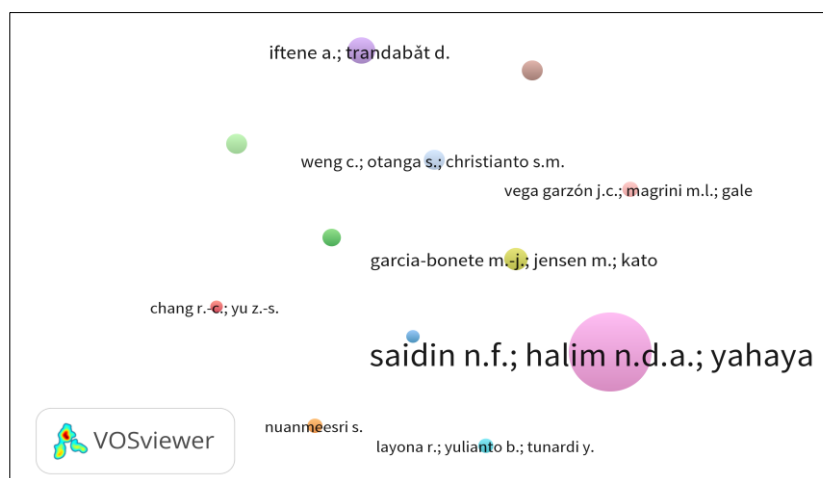 iftene a.; trandabăt d.
weng c.; otanga s.; christianto s.m.
vega garzón j.c.; magrini m.l.; gale
garcia-bonete m.-j.; jensen m.; kato
chang r.-c.; yu z.-s.
saidin n.f.; halim n.d.a.; yahaya
nuanmeesri s.
layona r.; yulianto b.; tunardi y.
VOSviewer